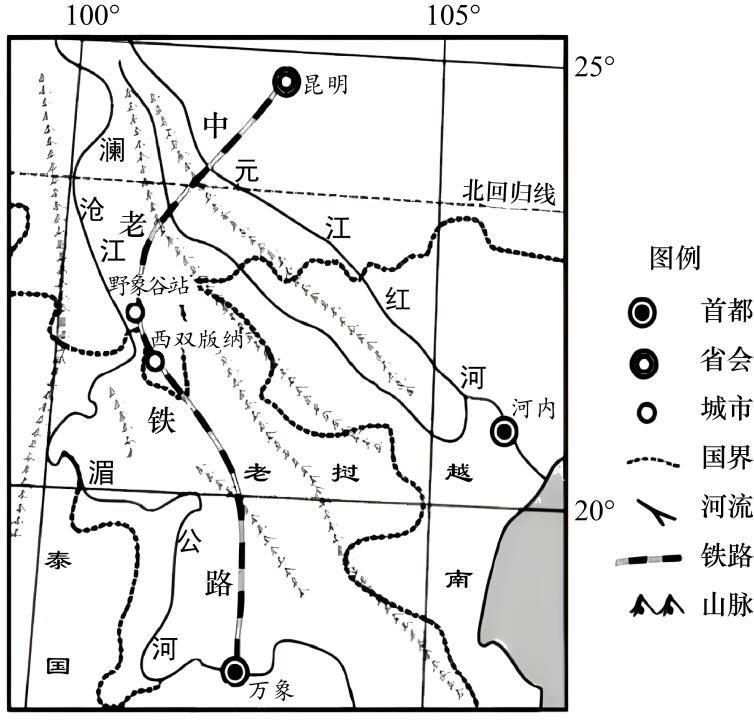 100°
105°
25°
昆明
中
澜
元
北回归线
沧
老
江
江
图例
野象谷站
红
首都
西双版纳
省会
河
河内
城市
铁
国界
湄
老
挝
越
河流
20°
公
铁路
泰
路
南
山脉
河
国
万象